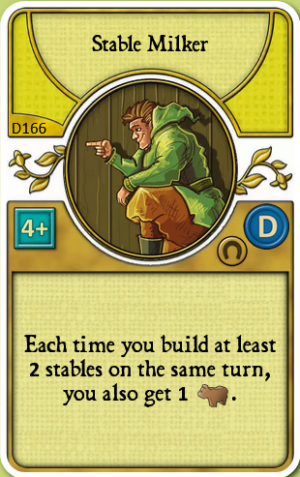 Stable Milker
D166
4+
D
Each time you build at least
2 stables on the same turn,
you also get 1 .